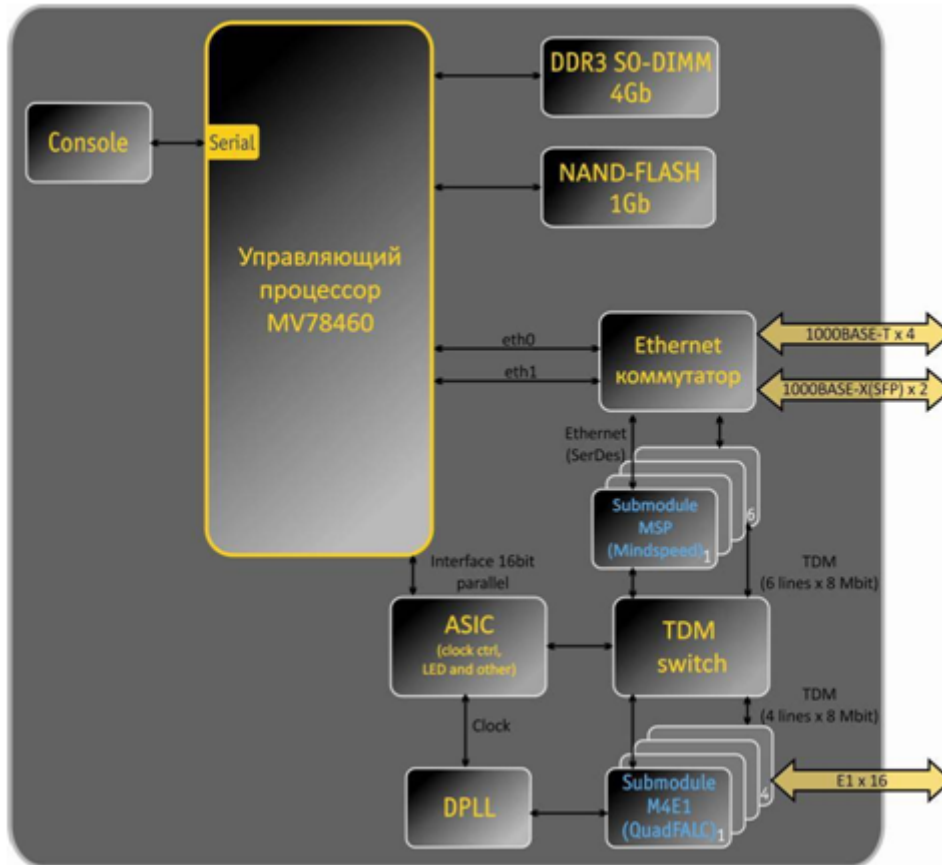 DDR3 SO-DIMM
4Gb
Console
Serial
NAND-FLASH
1Gb
Управляющий
процессор
MV78460
eth0
eth1
Ethernet
коммутатор
1000BASE-T x 4
1000BASE-X(SFP) x 2
Ethernet
(SerDes)
Submodule
MSP
(Mindspeed)
1
6
Interface 16bit
parallel
TDM
(6 lines x 8 Mbit)
ASIC
(clock ctrl,
LED and other)
TDM
switch
TDM
(4 lines x 8 Mbit)
Clock
DPLL
Submodule
M4E1
(QuadFALC)
1
4
E1 x 16